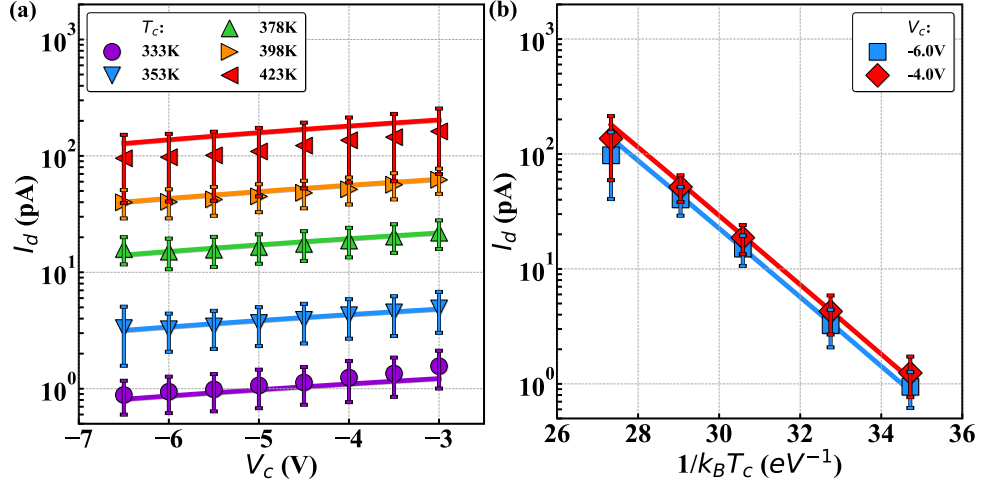 (a)
T_c:
333K
353K
378K
398K
423K
10^3
10^2
10^1
10^0
I_d (pA)
−7 −6 −5 −4 −3
V_c (V)
(b)
V_c:
-6.0V
-4.0V
10^3
10^2
10^1
10^0
I_d (pA)
26 28 30 32 34 36
1/k_BT_c (eV^{−1})